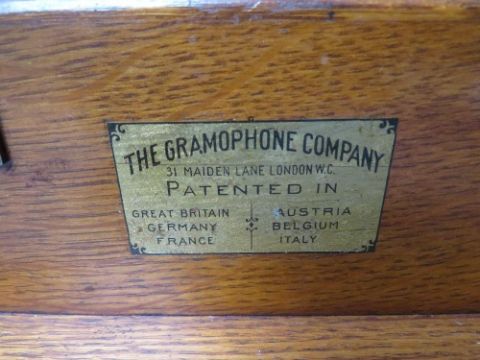 THE GRAMOPHONE COMPANY
31 MAIDEN LANE LONDON W.C.
PATENTED IN
GREAT BRITAIN AUSTRIA
GERMANY BELGIUM
FRANCE ITALY